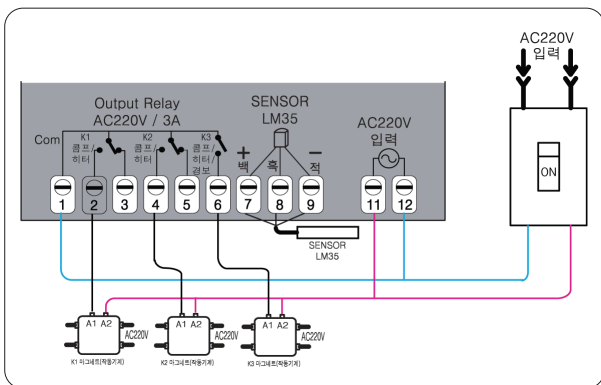 AC220V
입력
Output Relay
AC220V / 3A
SENSOR
LM35
AC220V
입력
Com
K1
콤프/
히터
K2
콤프/
히터
K3
콤프/
히터/
경보
+
백
흑
−
적
ON
1
2
3
4
5
6
7
8
9
11
12
SENSOR
LM35
A1 A2
AC220V
A1 A2
AC220V
A1 A2
AC220V
K1 마그네트(작동기계)
K2 마그네트(작동기계)
K3 마그네트(작동기계)